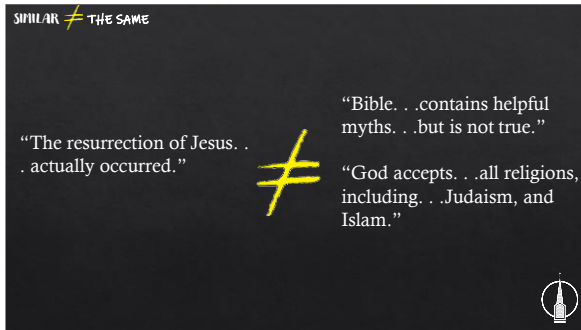 SIMILAR ≠ THE SAME
“The resurrection of Jesus. .
. actually occurred.”
≠
“Bible. . .contains helpful
myths. . .but is not true.”
“God accepts. . .all religions,
including. . .Judaism, and
Islam.”